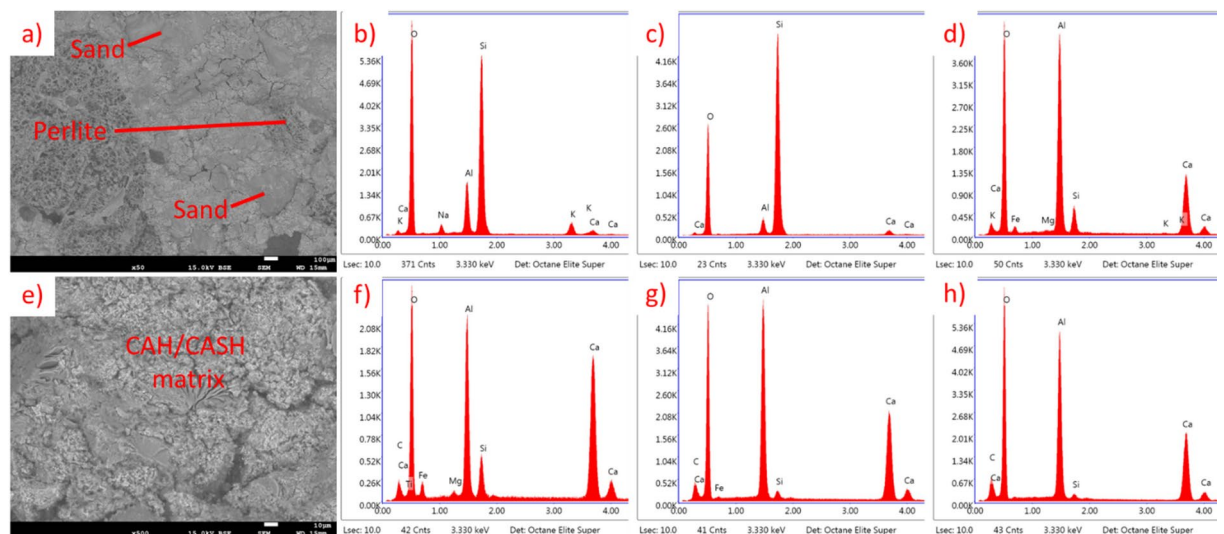 a)
Sand
Perlite
Sand
x50 15.0kV BSE SEM WD 15mm 100μm
b)
O
Si
5.36K
4.69K
4.02K
3.35K
2.68K
2.01K
Al
1.34K
Ca
Na
K
K
0.67K
K
Ca
Ca
0.00K
0.00 1.00 2.00 3.00 4.00
Lsec: 10.0 371 Cnts 3.330 keV Det: Octane Elite Super
c)
Si
4.16K
3.64K
3.12K
O
2.60K
2.08K
1.56K
1.04K
Al
0.52K
Ca
Ca
Ca
0.00K
0.00 1.00 2.00 3.00 4.00
Lsec: 10.0 23 Cnts 3.330 keV Det: Octane Elite Super
d)
O
Al
3.60K
3.15K
2.70K
2.25K
1.80K
Ca
1.35K
0.90K
Ca
Si
0.45K
K
Fe
Mg
K
K
Ca
0.00K
0.00 1.00 2.00 3.00 4.00
Lsec: 10.0 50 Cnts 3.330 keV Det: Octane Elite Super
e)
CAH/CASH
matrix
x500 15.0kV BSE SEM WD 15mm 10μm
f)
O
Al
2.08K
1.82K
Ca
1.56K
1.30K
1.04K
0.78K
C
0.52K
Si
Ca
Ti
Fe
Mg
Ca
0.26K
0.00K
0.00 1.00 2.00 3.00 4.00
Lsec: 10.0 42 Cnts 3.330 keV Det: Octane Elite Super
g)
O
Al
4.16K
3.64K
3.12K
2.60K
Ca
2.08K
1.56K
1.04K
C
0.52K
Ca
Fe
Si
Ca
0.00K
0.00 1.00 2.00 3.00 4.00
Lsec: 10.0 41 Cnts 3.330 keV Det: Octane Elite Super
h)
O
Al
5.36K
4.69K
4.02K
3.35K
2.68K
Ca
2.01K
1.34K
C
0.67K
Ca
Si
Ca
0.00K
0.00 1.00 2.00 3.00 4.00
Lsec: 10.0 43 Cnts 3.330 keV Det: Octane Elite Super